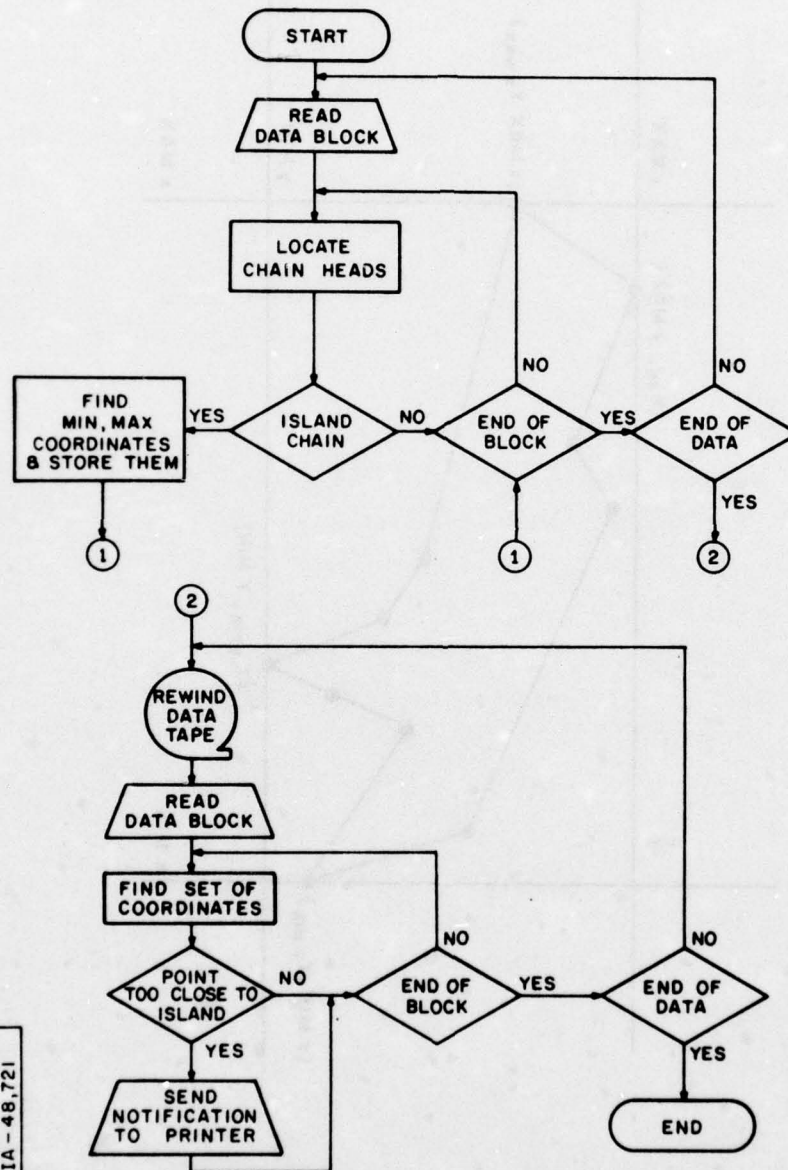 START
READ
DATA BLOCK
LOCATE
CHAIN HEADS
NO
NO
FIND
MIN, MAX
COORDINATES
& STORE THEM
YES
ISLAND
CHAIN
NO
END OF
BLOCK
YES
END OF
DATA
YES
1
1
2
2
REWIND
DATA
TAPE
READ
DATA BLOCK
FIND SET OF
COORDINATES
NO
NO
POINT
TOO CLOSE TO
ISLAND
NO
END OF
BLOCK
YES
END OF
DATA
YES
YES
SEND
NOTIFICATION
TO PRINTER
END
IA-48,721